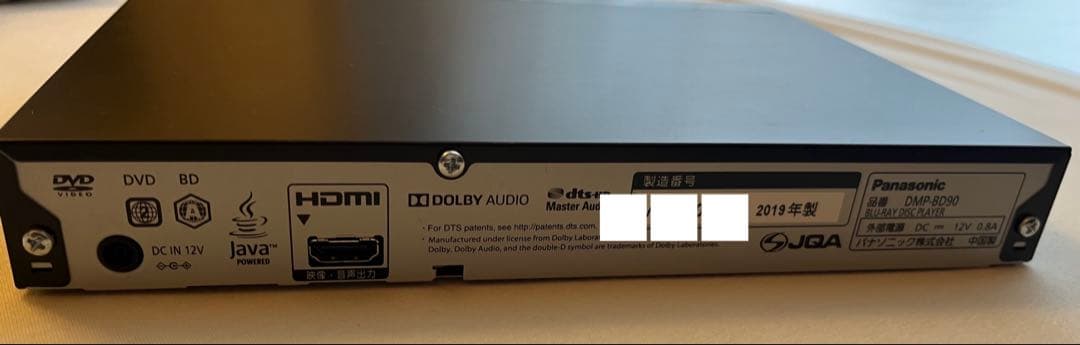 DVD
VIDEO
DVD BD
2
A
DC IN 12V
Java™
POWERED
HDMI
映像・音声出力
DOLBY AUDIO
dts-HD
Master Aud
・For DTS patents, see http://patents.dts.com.
・Manufactured under license from Dolby Labora
Dolby, Dolby Audio, and the double-D symbol are trademarks of Dolby Laboratories.
製造番号
2019年製
JQA
Panasonic
品番 DMP-BD90
BLU-RAY DISC PLAYER
外部電源 DC 12V 0.8A
パナソニック株式会社 中国製